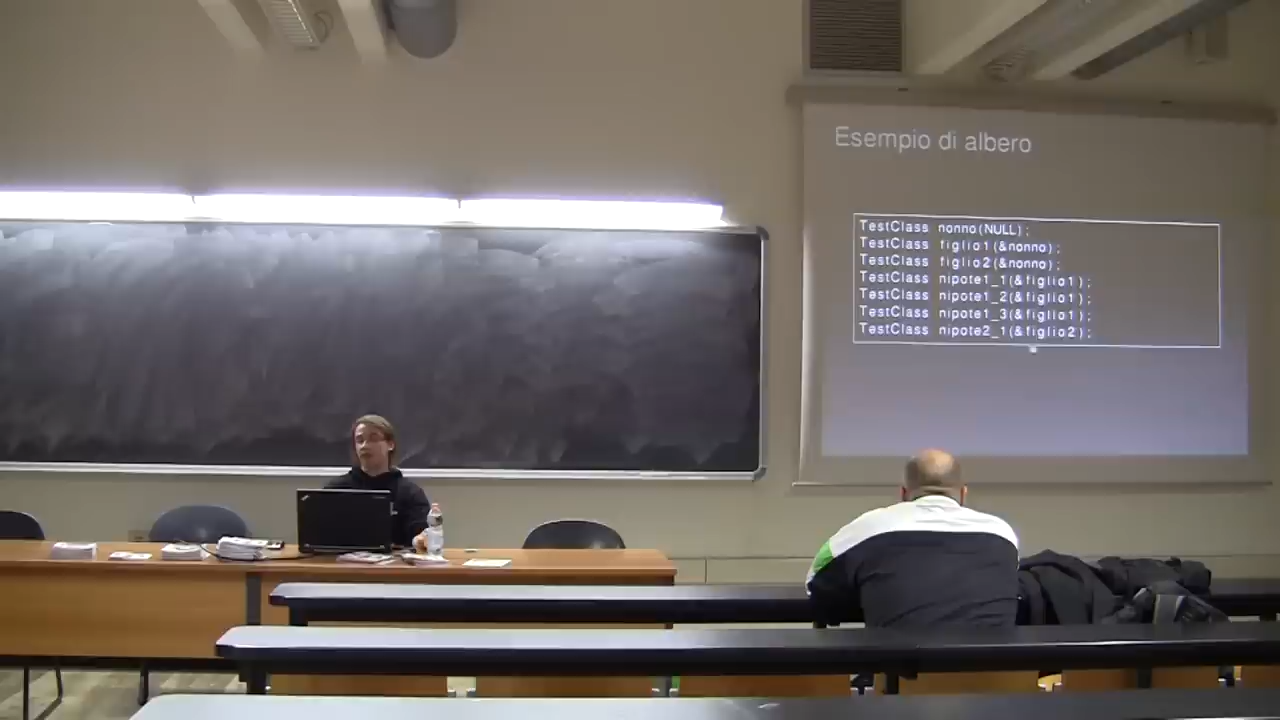 Esempio di albero
TestClass nonno(NULL);
TestClass figlio1(&nonno);
TestClass figlio2(&nonno);
TestClass nipote1_1(&figlio1);
TestClass nipote1_2(&figlio1);
TestClass nipote1_3(&figlio1);
TestClass nipote2_1(&figlio2);